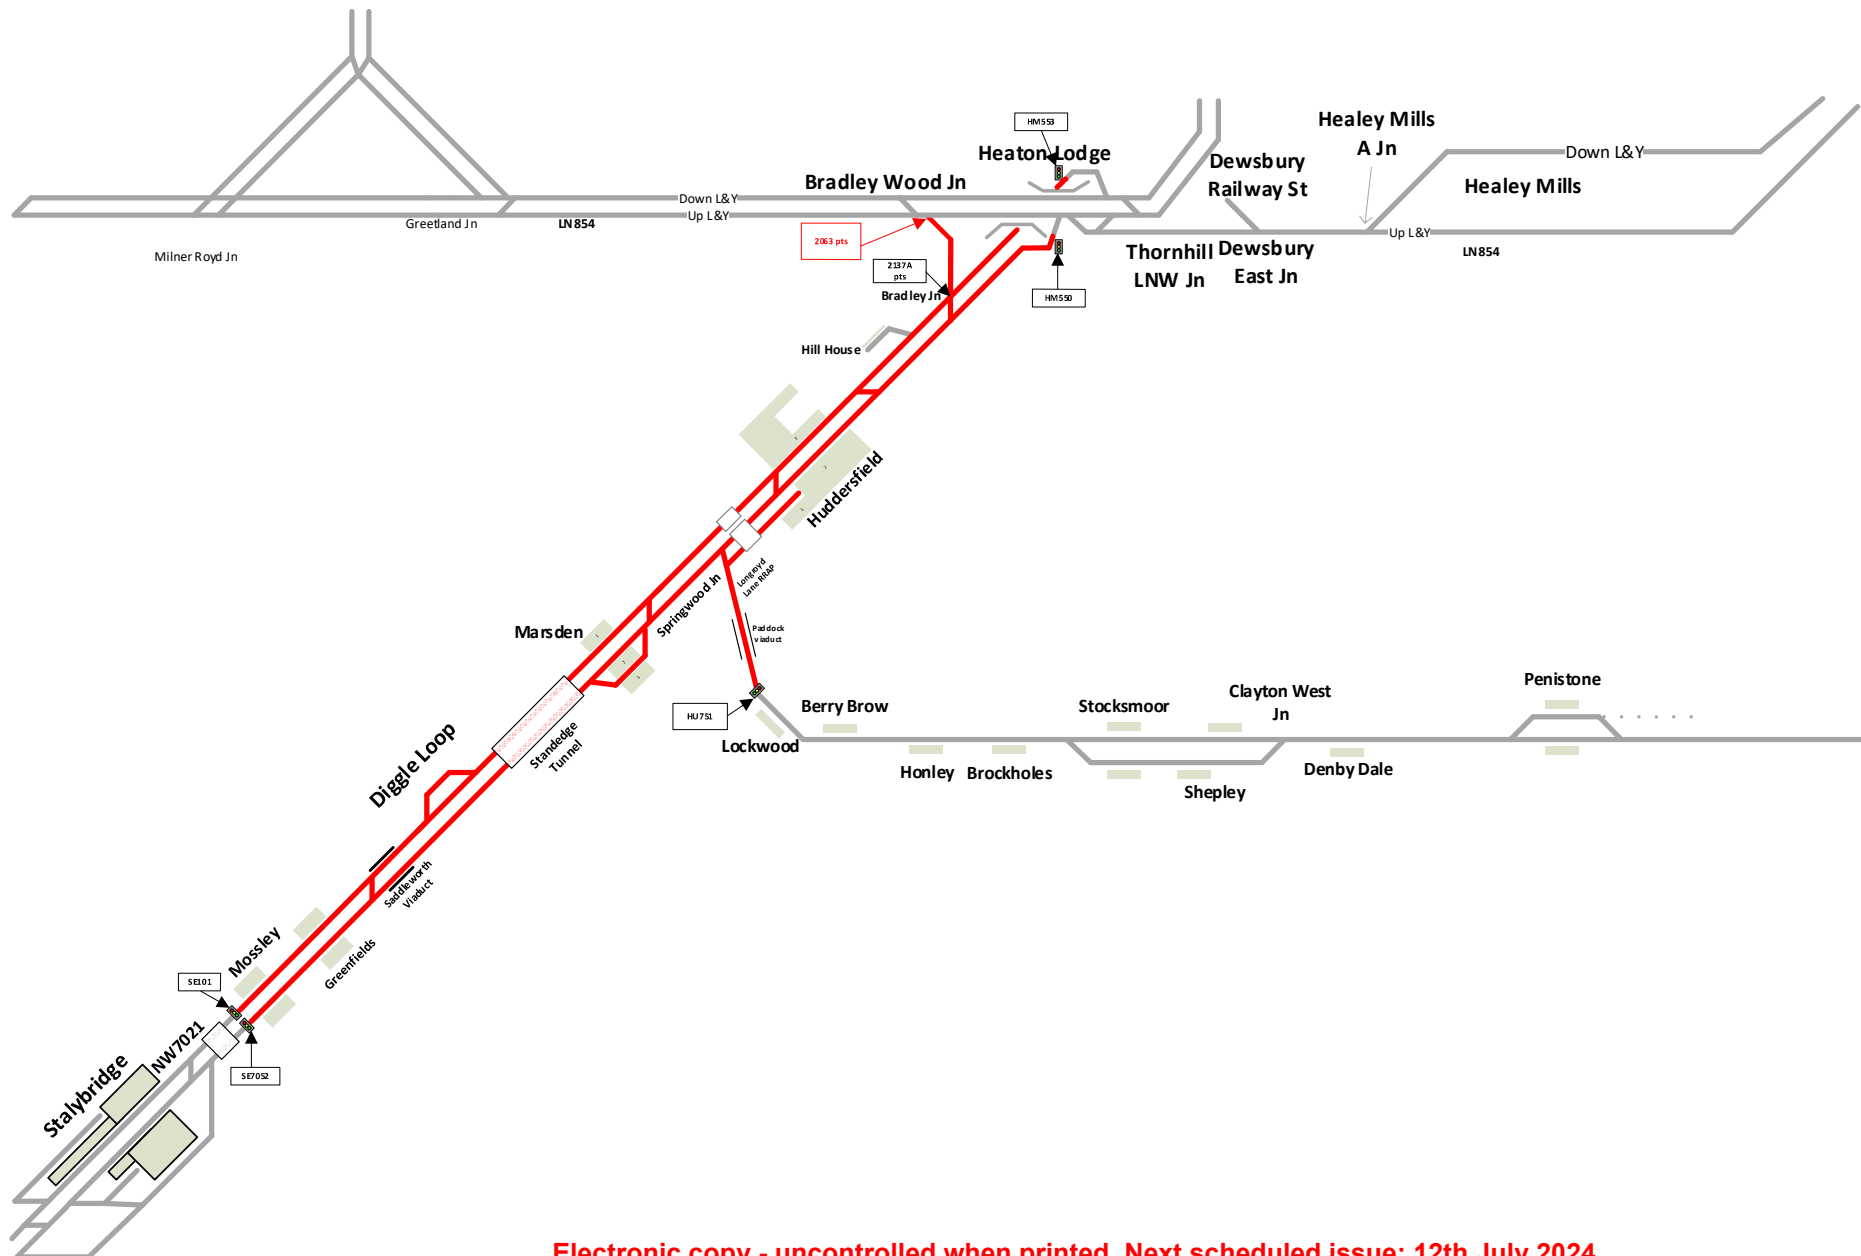 HM553
Healey Mills
A Jn
Heaton Lodge
Down L&Y
Dewsbury
Railway St
Bradley Wood Jn
Healey Mills
Down L&Y
Up L&Y
Greetland Jn
LN854
Up L&Y
LN854
2063 pts
Milner Royd Jn
Thornhill
LNW Jn
Dewsbury
East Jn
2137A
pts
Bradley Jn
HM550
Hill House
Huddersfield
Longroyd
Lane RRAP
Springwood Jn
Marsden
Paddock
viaduct
HU751
Lockwood
Berry Brow
Honley
Brockholes
Stocksmoor
Shepley
Clayton West
Jn
Denby Dale
Penistone
Standedge
Tunnel
Diggle Loop
Saddleworth
Viaduct
Mossley
Greenfields
SE101
NW7021
SE7052
Stalybridge
Electronic copy - uncontrolled when printed. Next scheduled issue: 12th July 2024